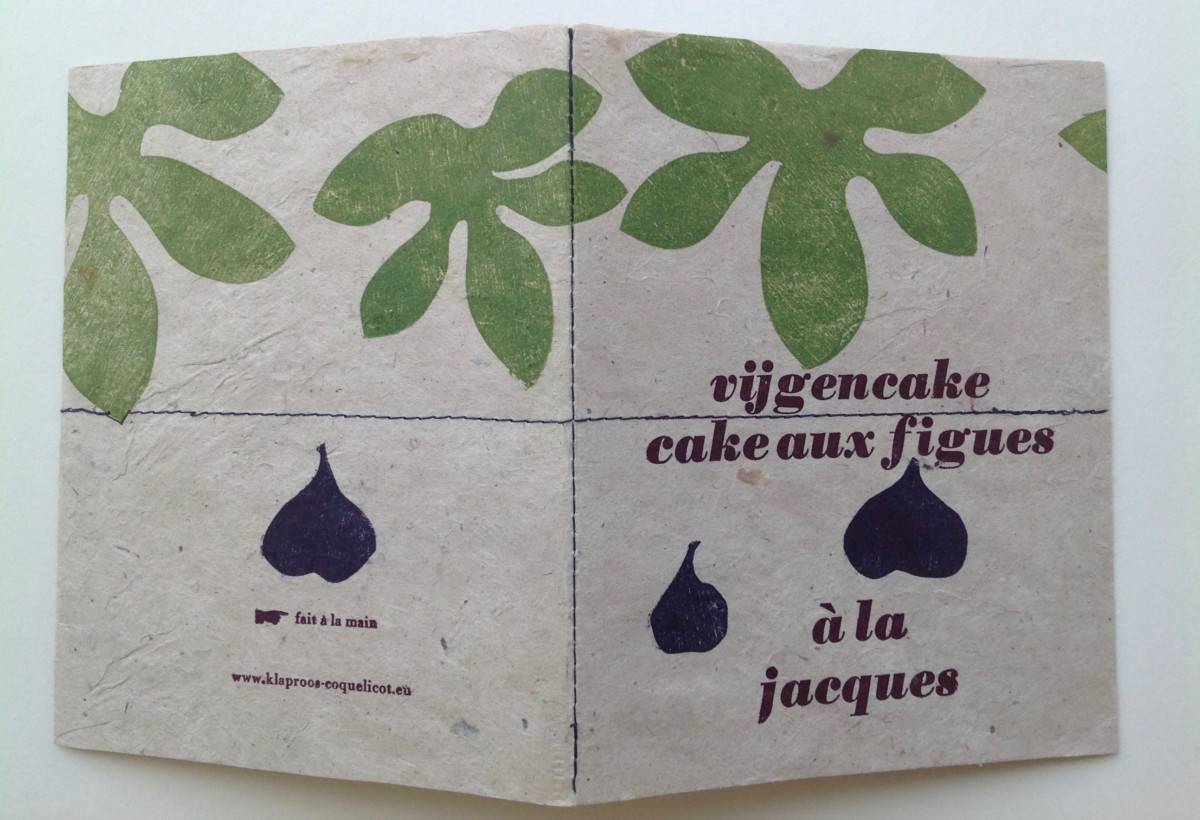 vijgencake
cake aux figues
à la
jacques
fait à la main
www.klaproos-coquelicot.eu